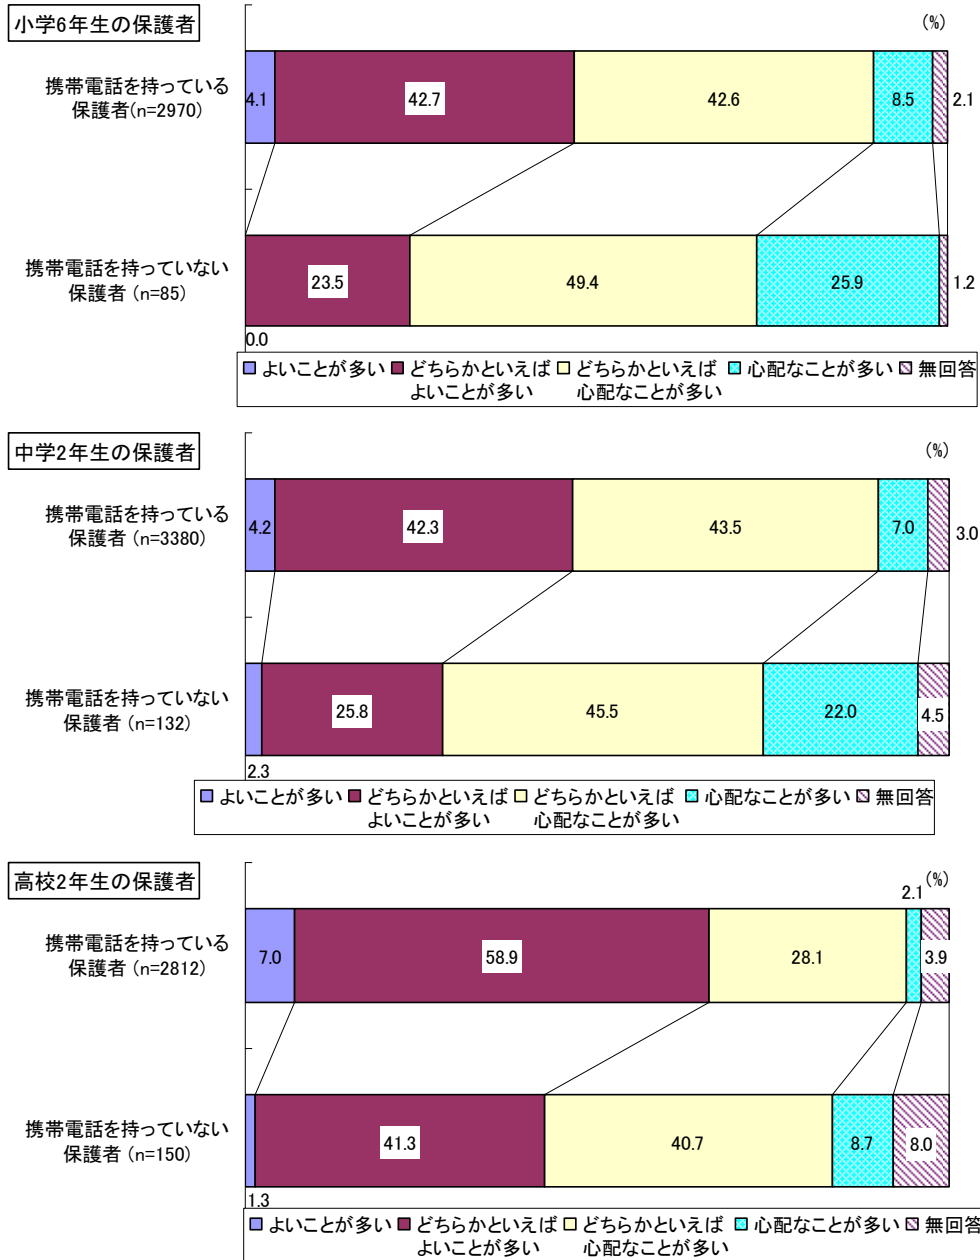 小学6年生の保護者
(%)
携帯電話を持っている
保護者(n=2970)
4.1
42.7
42.6
8.5
2.1
携帯電話を持っていない
保護者 (n=85)
23.5
49.4
25.9
1.2
0.0
よいことが多い
どちらかといえば
よいことが多い
どちらかといえば
心配なことが多い
心配なことが多い
無回答
中学2年生の保護者
(%)
携帯電話を持っている
保護者 (n=3380)
4.2
42.3
43.5
7.0
3.0
携帯電話を持っていない
保護者 (n=132)
25.8
45.5
22.0
4.5
2.3
よいことが多い
どちらかといえば
よいことが多い
どちらかといえば
心配なことが多い
心配なことが多い
無回答
高校2年生の保護者
(%)
2.1
携帯電話を持っている
保護者 (n=2812)
7.0
58.9
28.1
3.9
携帯電話を持っていない
保護者 (n=150)
41.3
40.7
8.7
8.0
1.3
よいことが多い
どちらかといえば
よいことが多い
どちらかといえば
心配なことが多い
心配なことが多い
無回答